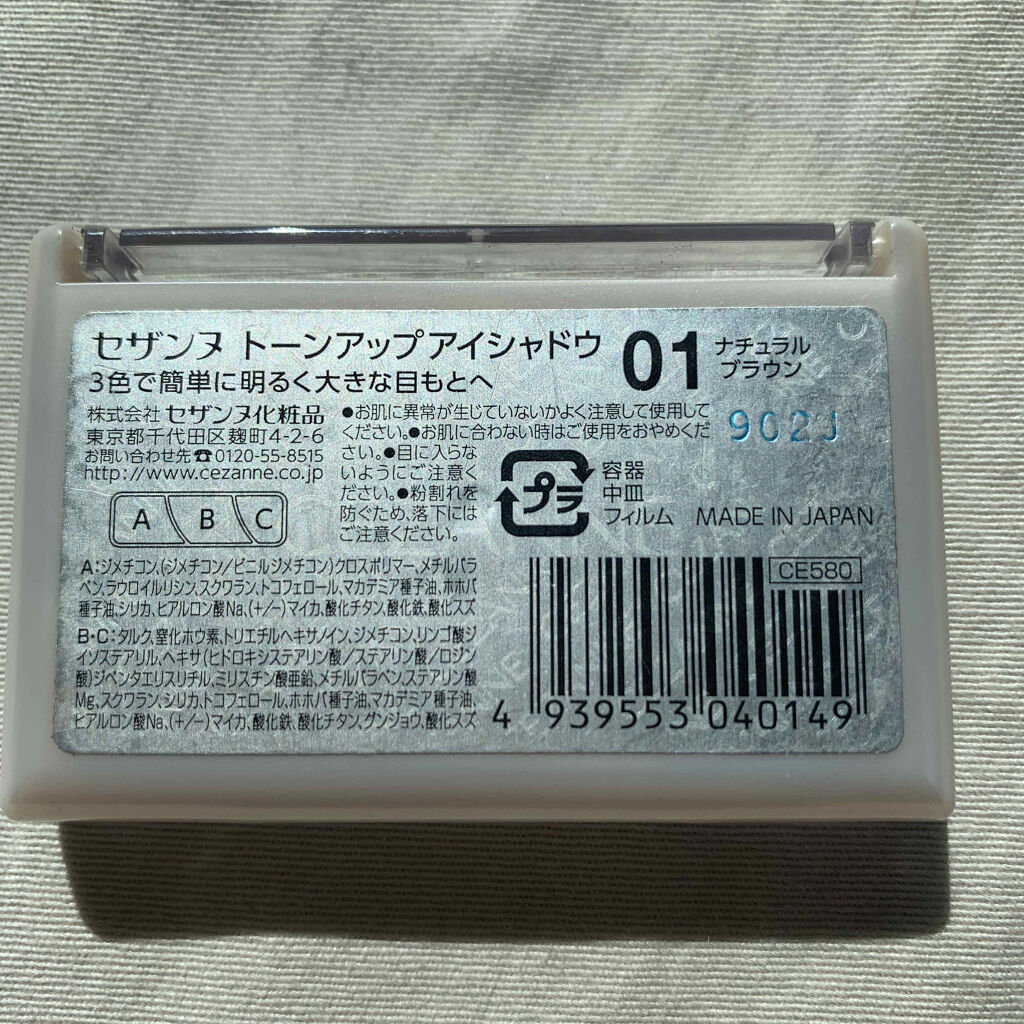 セザンヌ トーンアップアイシャドウ
3色で簡単に明るく大きな目もとへ
01 ナチュラル
ブラウン
株式会社 セザンヌ化粧品
東京都千代田区麹町4-2-6
お問い合わせ先☎0120-55-8515
http://www.cezanne.co.jp
●お肌に異常が生じていないかよく注意して使用して
ください。●お肌に合わない時はご使用をおやめくだ
さい。●目に入らな
いようにご注意く
ださい。●粉割れを
防ぐため、落下には
ご注意ください。
902J
プラ
容器
中皿
フィルム
MADE IN JAPAN
A B C
A:ジメチコン、(ジメチコン/ビニルジメチコン)クロスポリマー、メチルパラ
ベン、ラウロイルリシン、スクワラン、トコフェロール、マカデミア種子油、ホホバ
種子油、シリカ、ヒアルロン酸Na、(+/−)マイカ、酸化チタン、酸化鉄、酸化スズ
B・C:タルク、窒化ホウ素、トリエチルヘキサノイン、ジメチコン、リンゴ酸ジ
イソステアリル、ヘキサ(ヒドロキシステアリン酸/ステアリン酸/ロジン
酸)ジペンタエリスリチル、ミリスチン酸亜鉛、メチルパラベン、ステアリン酸
Mg、スクワラン、シリカ、トコフェロール、ホホバ種子油、マカデミア種子油、
ヒアルロン酸Na、(+/−)マイカ、酸化鉄、酸化チタン、グンジョウ、酸化スズ
CE580
4 939553 040149